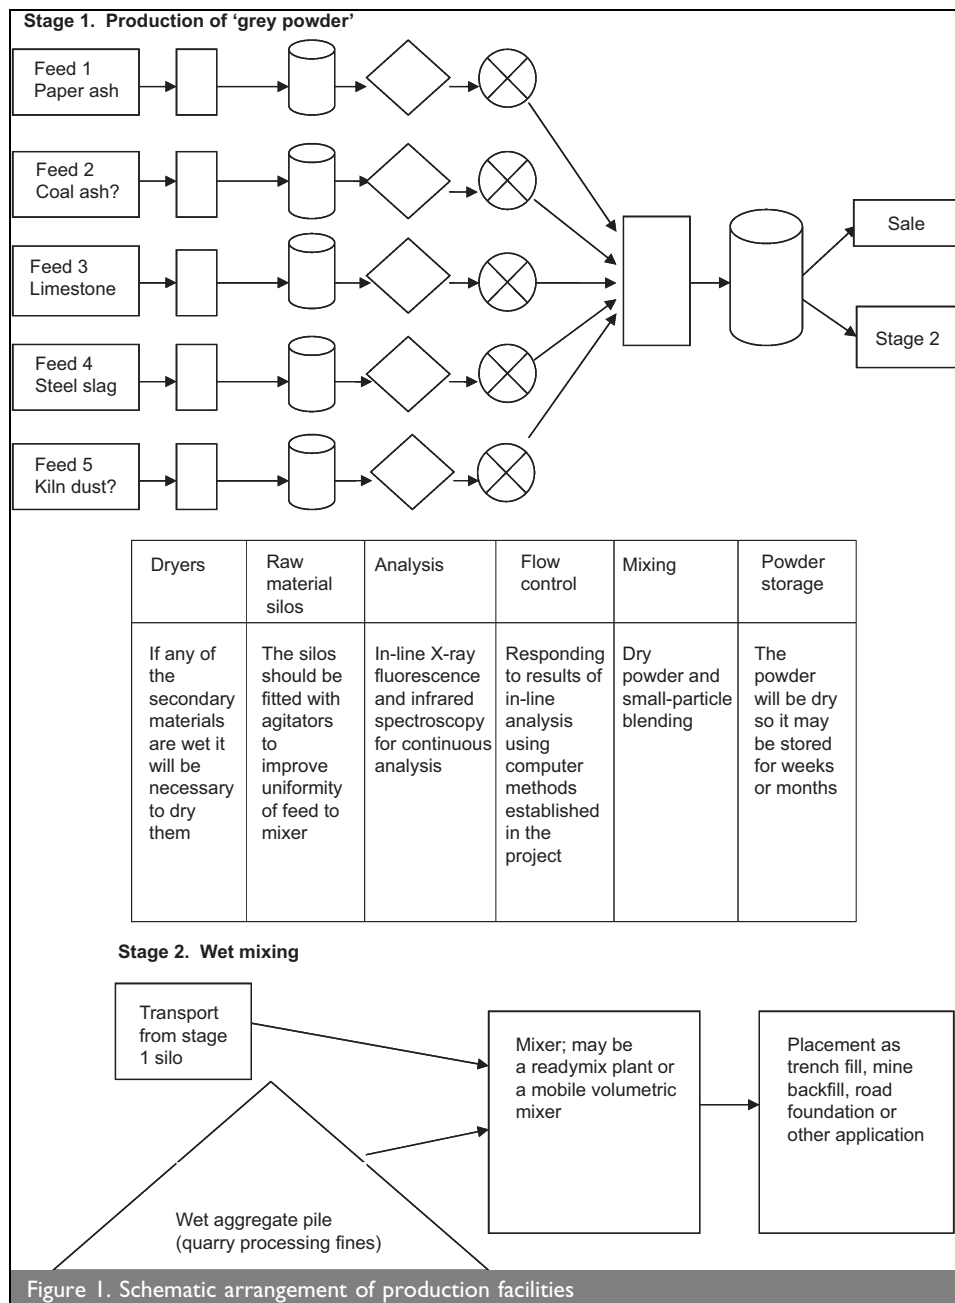 Stage 1. Production of ‘grey powder’
Feed 1
Paper ash
Feed 2
Coal ash?
Feed 3
Limestone
Feed 4
Steel slag
Feed 5
Kiln dust?
Sale
Stage 2
Dryers
Raw
material
silos
Analysis
Flow
control
Mixing
Powder
storage
If any of
the
secondary
materials
are wet it
will be
necessary
to dry
them
The silos
should be
fitted with
agitators
to
improve
uniformity
of feed to
mixer
In-line X-ray
fluorescence
and infrared
spectroscopy
for continuous
analysis
Responding
to results of
in-line
analysis
using
computer
methods
established
in the
project
Dry
powder and
small-particle
blending
The
powder
will be dry
so it may
be stored
for weeks
or months
Stage 2. Wet mixing
Transport
from stage
1 silo
Wet aggregate pile
(quarry processing fines)
Mixer; may be
a readymix plant or
a mobile volumetric
mixer
Placement as
trench fill, mine
backfill, road
foundation or
other application
Figure 1. Schematic arrangement of production facilities